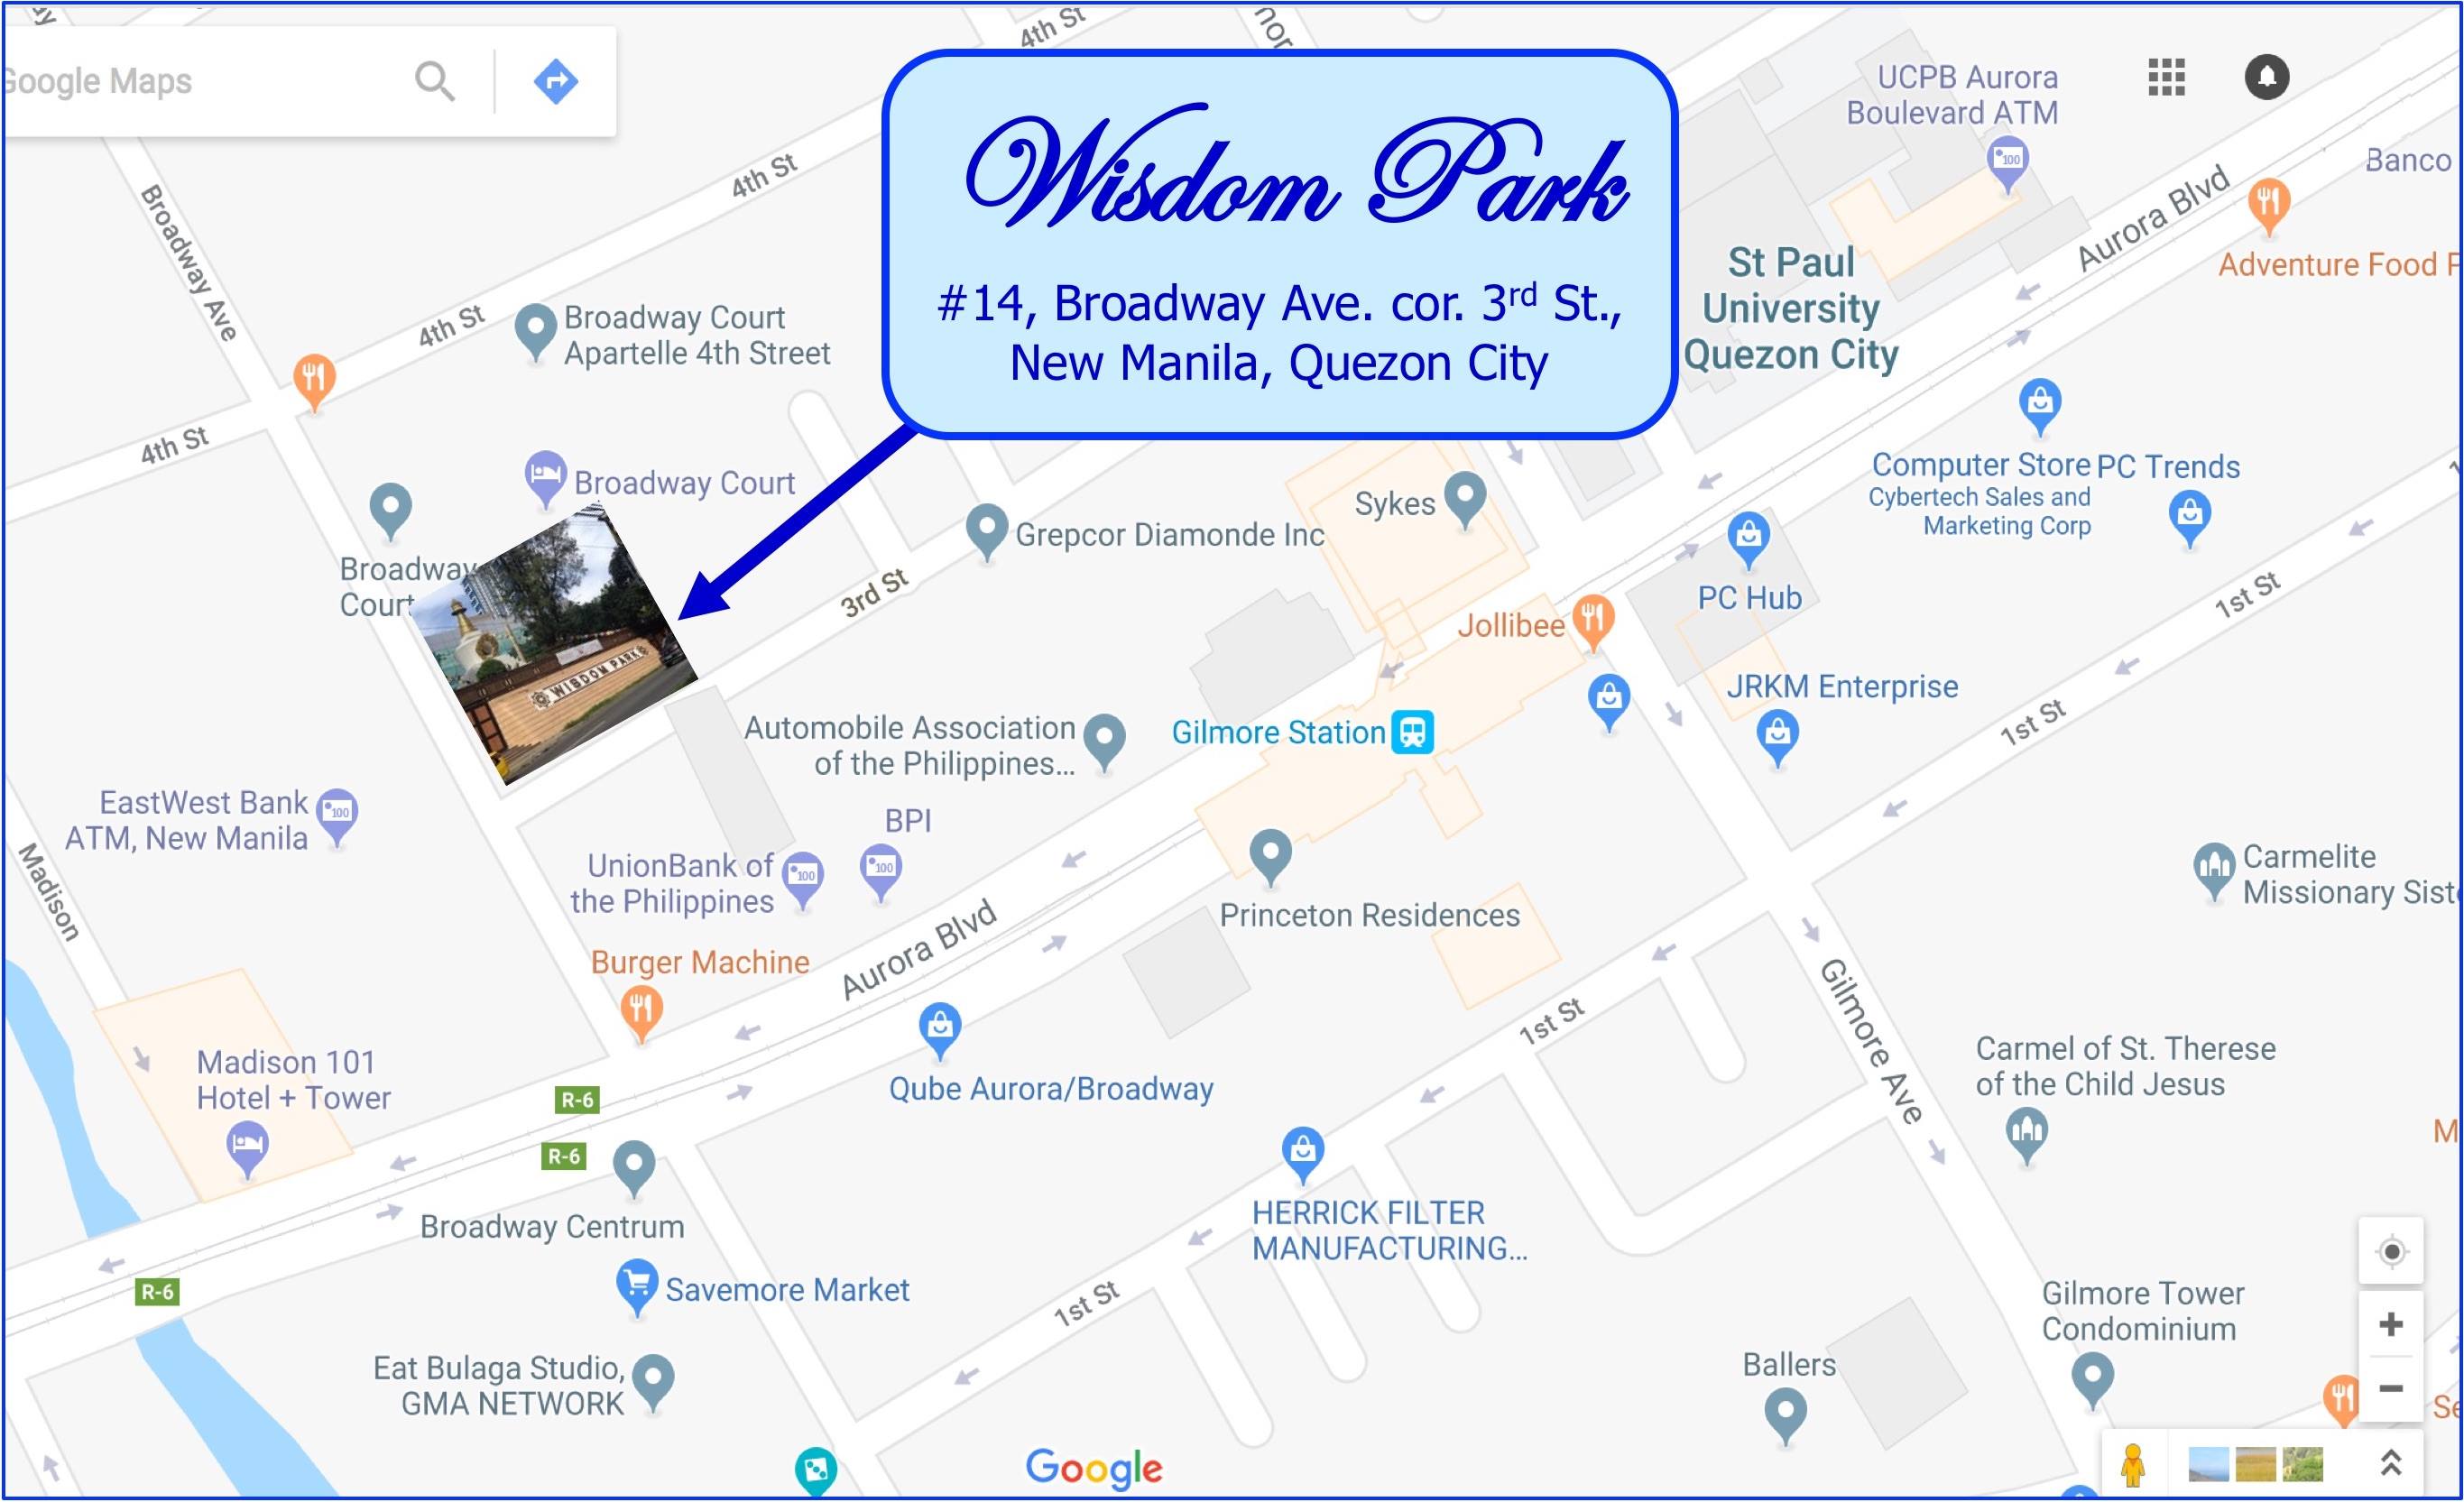 Google Maps
4th St
Wisdom Park
#14, Broadway Ave. cor. 3rd St.,
New Manila, Quezon City
UCPB Aurora
Boulevard ATM
100
Banco
Aurora Blvd
Adventure Food
St Paul
University
Quezon City
4th St
Broadway Ave
4th St
4th St
Broadway Court
Apartelle 4th Street
Broadway Court
Broadway
Court
WISDOM PARK
3rd St
Grepcor Diamonde Inc
Sykes
Computer Store
Cybertech Sales and
Marketing Corp
PC Trends
PC Hub
Jollibee
JRKM Enterprise
1st St
1st St
Gilmore Station
Automobile Association
of the Philippines...
EastWest Bank
ATM, New Manila
100
BPI
100
UnionBank of
the Philippines
100
Madison
Burger Machine
Aurora Blvd
Princeton Residences
Carmelite
Missionary Sist
Gilmore Ave
1st St
Carmel of St. Therese
of the Child Jesus
Madison 101
Hotel + Tower
R-6
R-6
R-6
Qube Aurora/Broadway
Broadway Centrum
Savemore Market
HERRICK FILTER
MANUFACTURING...
1st St
Eat Bulaga Studio,
GMA NETWORK
Gilmore Tower
Condominium
Ballers
M
Se
Google